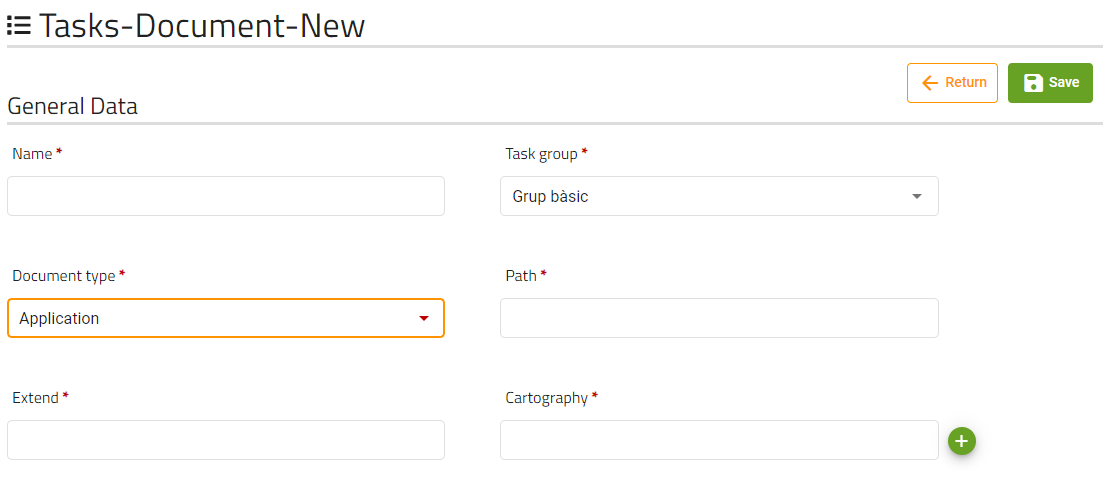 Tasks-Document-New
Return
Save
General Data
Name *
Task group *
Grup bàsic
Document type *
Path *
Application
Extend *
Cartography *